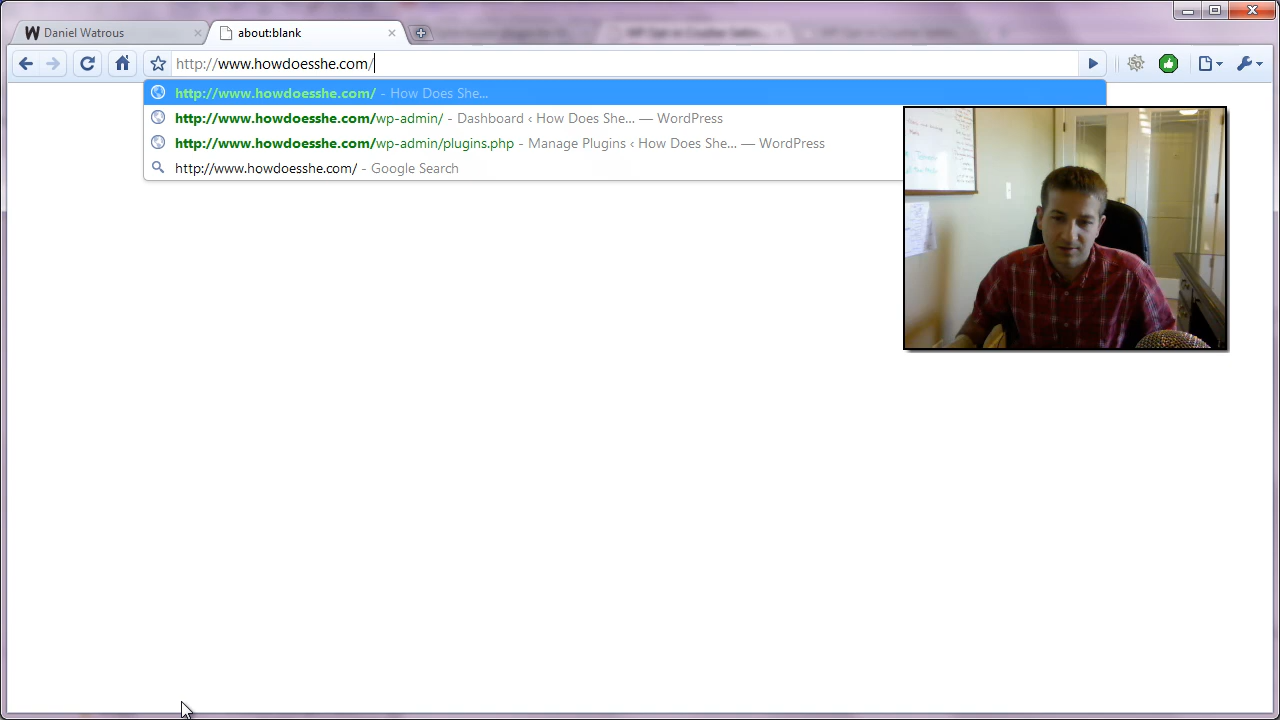 Daniel Watrous
about:blank
http://www.howdoesshe.com/
http://www.howdoesshe.com/ - How Does She...
http://www.howdoesshe.com/wp-admin/ - Dashboard ‹ How Does She... — WordPress
http://www.howdoesshe.com/wp-admin/plugins.php - Manage Plugins ‹ How Does She... — WordPress
http://www.howdoesshe.com/ - Google Search